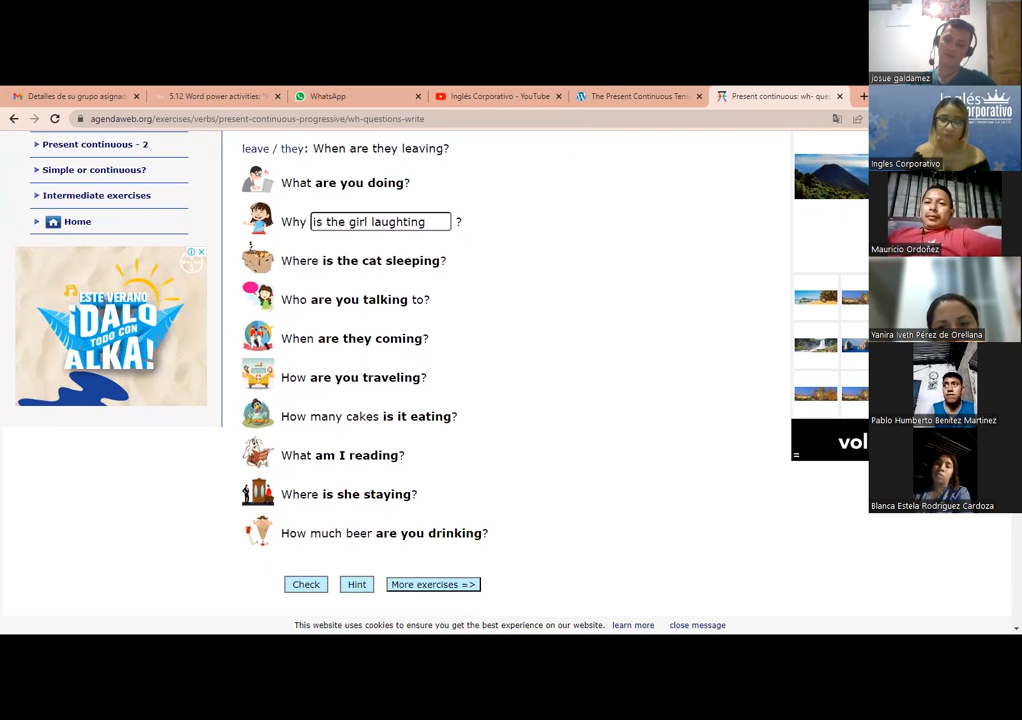 Detalles de su grupo asignad
5.12 Word power activities: "
WhatsApp
Inglés Corporativo - YouTube
The Present Continuous Tens
Present continuous: wh- que
agendaweb.org/exercises/verbs/present-continuous-progressive/wh-questions-write
Present continuous - 2
Simple or continuous?
Intermediate exercises
Home
ESTE VERANO
¡DALO
TODO CON
ALKA!
leave / they: When are they leaving?
What are you doing?
Why is the girl laughting ?
Where is the cat sleeping?
Who are you talking to?
When are they coming?
How are you traveling?
How many cakes is it eating?
What am I reading?
Where is she staying?
How much beer are you drinking?
Check
Hint
More exercises =>
This website uses cookies to ensure you get the best experience on our website.
learn more
close message
vol
josue galdamez
Inglés
orporativo
Ingles Corporativo
Mauricio Ordoñez
Yanira Iveth Pérez de Orellana
Pablo Humberto Benítez Martinez
Blanca Estela Rodríguez Cardoza